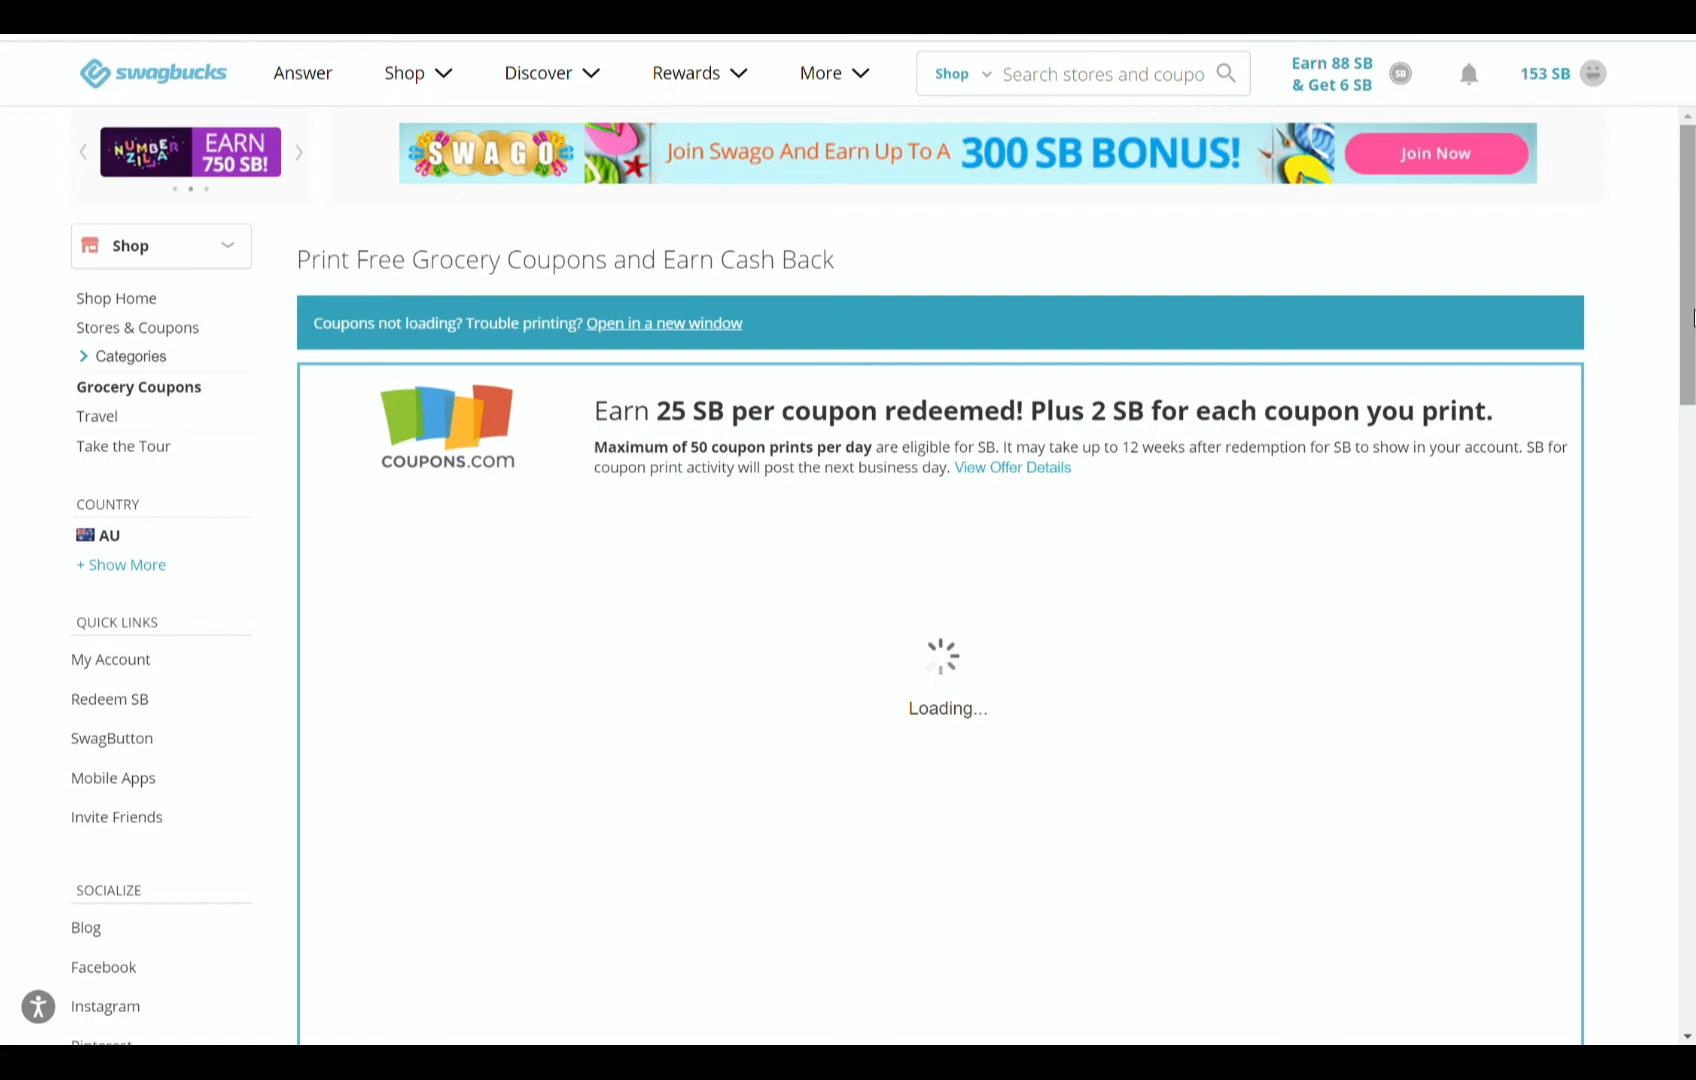 swagbucks
Answer
Shop
Discover
Rewards
More
Shop
Search stores and coupo
Earn 88 SB
& Get 6 SB
SB
153 SB
NUMBER
ZILLA
EARN
750 SB!
SWAGO
Join Swago And Earn Up To A 300 SB BONUS!
Join Now
Shop
Shop Home
Stores & Coupons
Categories
Grocery Coupons
Travel
Take the Tour
COUNTRY
AU
+ Show More
QUICK LINKS
My Account
Redeem SB
SwagButton
Mobile Apps
Invite Friends
SOCIALIZE
Blog
Facebook
Instagram
Pinterest
Print Free Grocery Coupons and Earn Cash Back
Coupons not loading? Trouble printing? Open in a new window
COUPONS.com
Earn 25 SB per coupon redeemed! Plus 2 SB for each coupon you print.
Maximum of 50 coupon prints per day are eligible for SB. It may take up to 12 weeks after redemption for SB to show in your account. SB for
coupon print activity will post the next business day. View Offer Details
Loading...